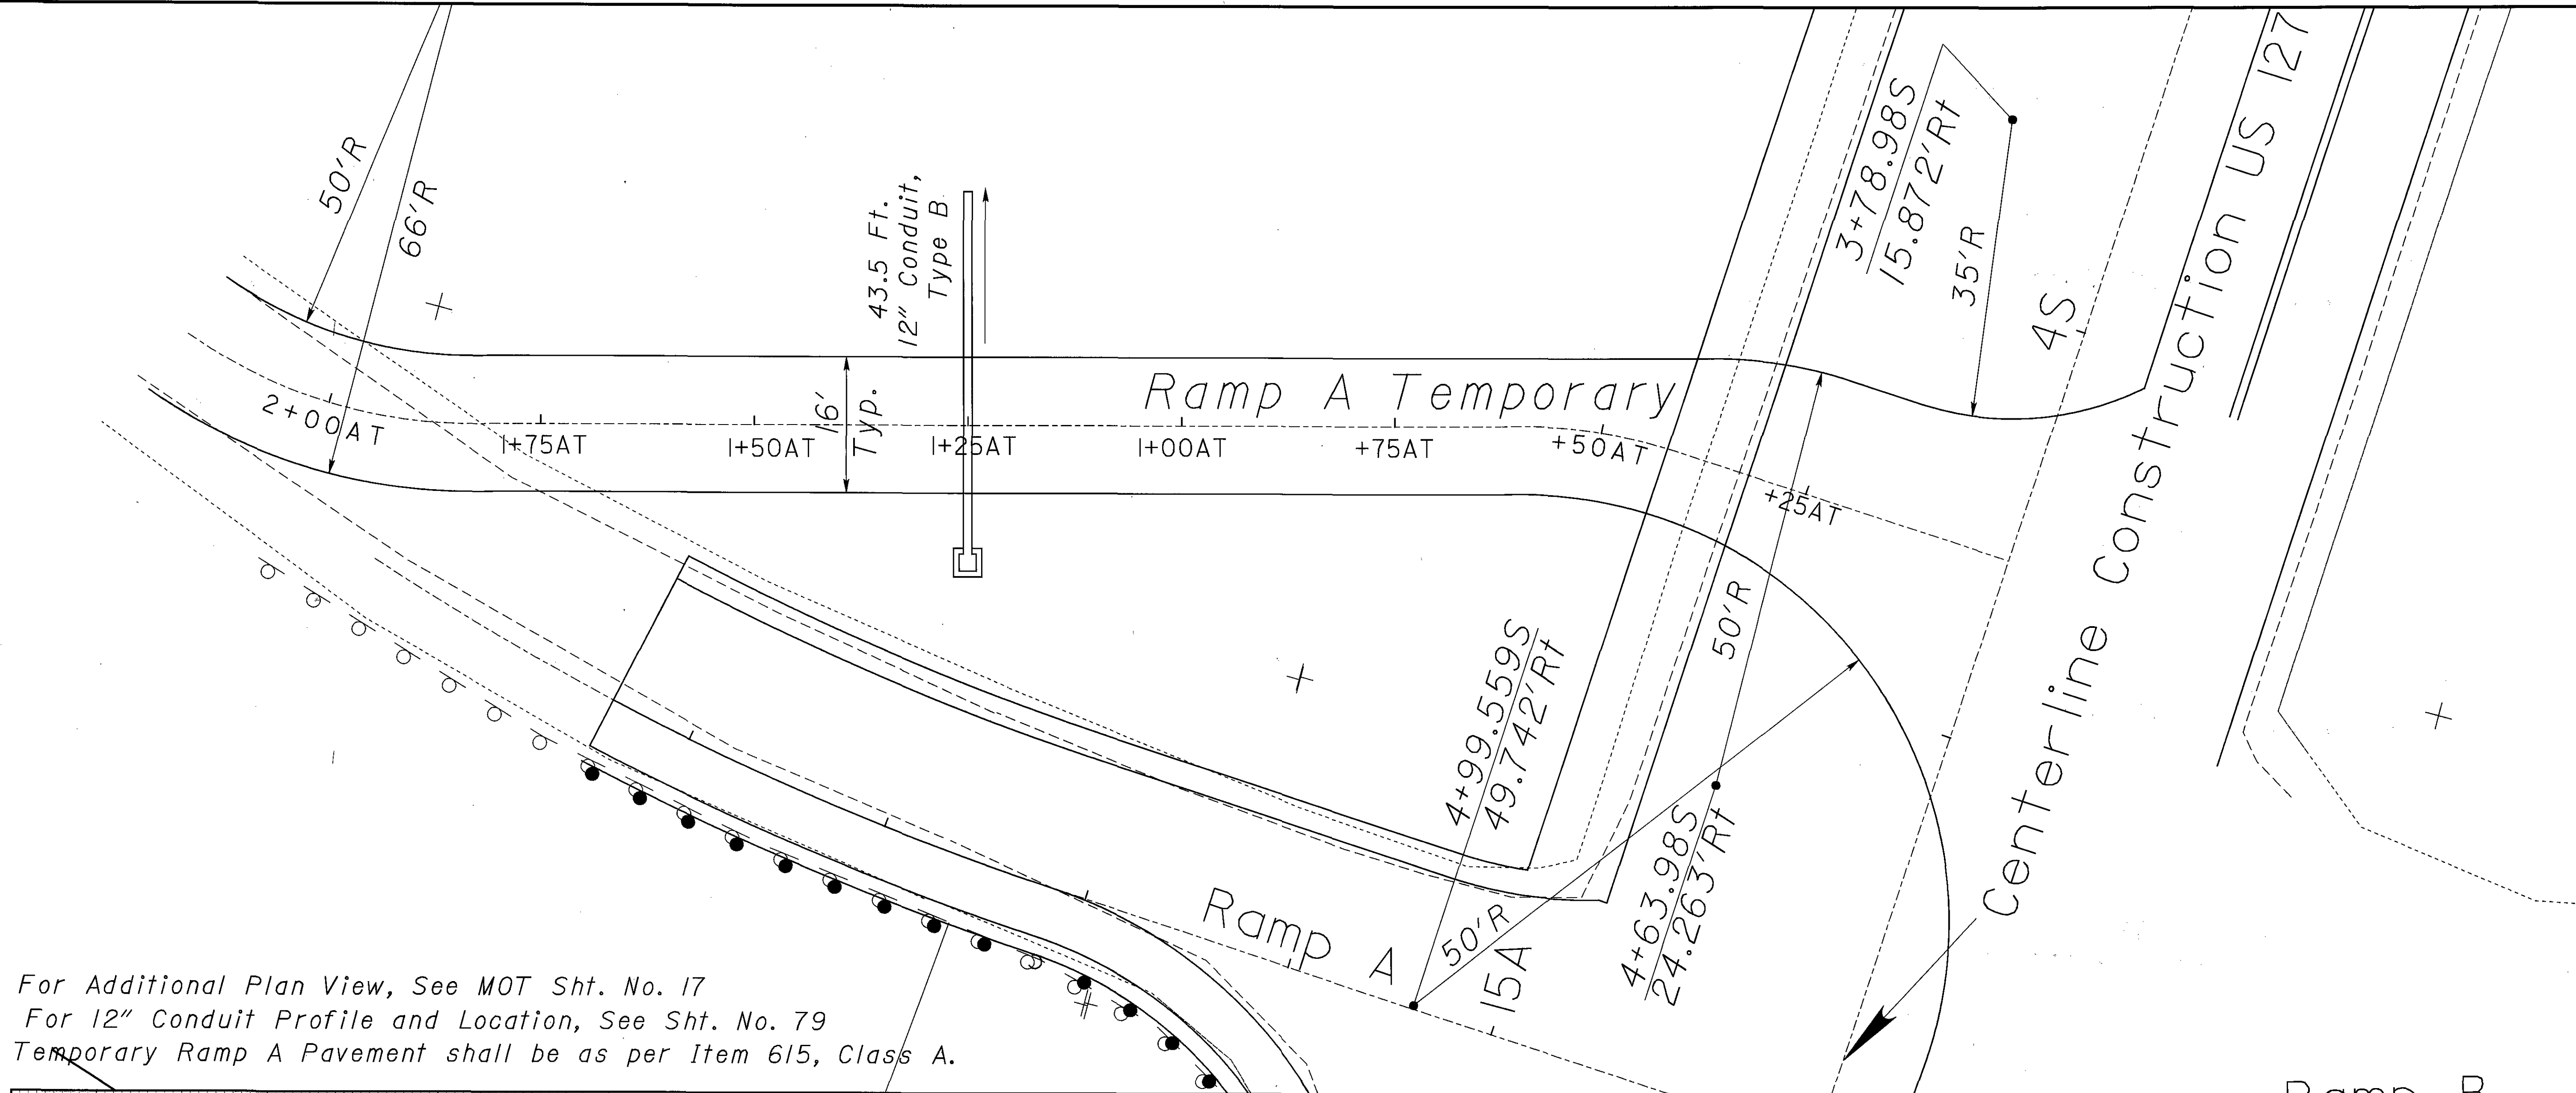 50'R
66'R
43.5 Ft.
12" Conduit,
Type B
3+78.98S
15.872'Rt
35'R
4S
Centerline Construction US 127
Ramp A Temporary
16'
Typ.
2+00AT
1+75AT
1+50AT
1+25AT
1+00AT
+75AT
+50AT
+25AT
50'R
4+99.559S
49.742'Rt
4+63.98S
24.263'Rt
50'R
Ramp A
15A
For Additional Plan View, See MOT Sht. No. 17
For 12" Conduit Profile and Location, See Sht. No. 79
Temporary Ramp A Pavement shall be as per Item 615, Class A.